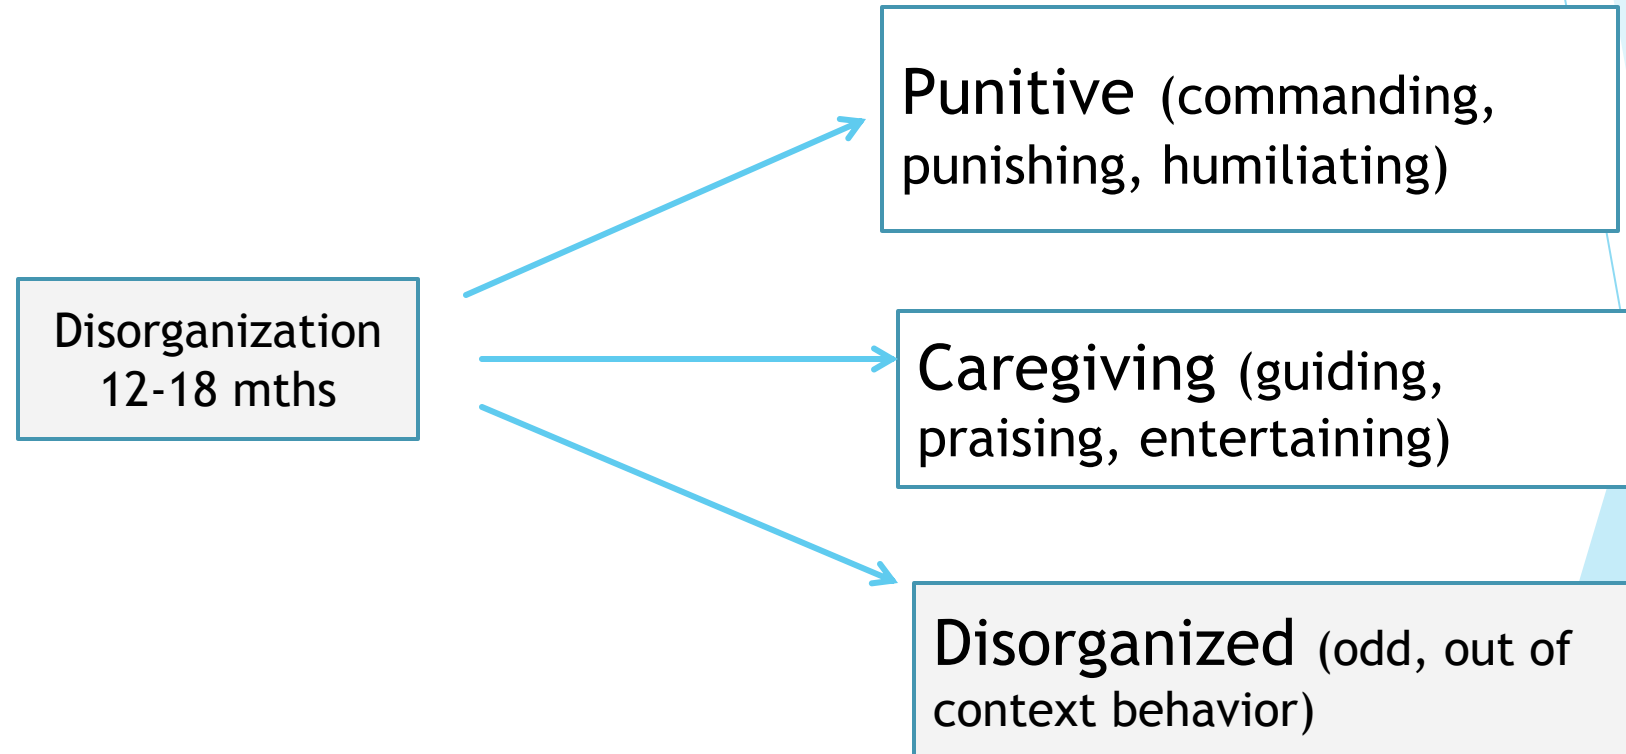 Punitive (commanding,
punishing, humiliating)
Disorganization
12-18 mths
Caregiving (guiding,
praising, entertaining)
Disorganized (odd, out of
context behavior)